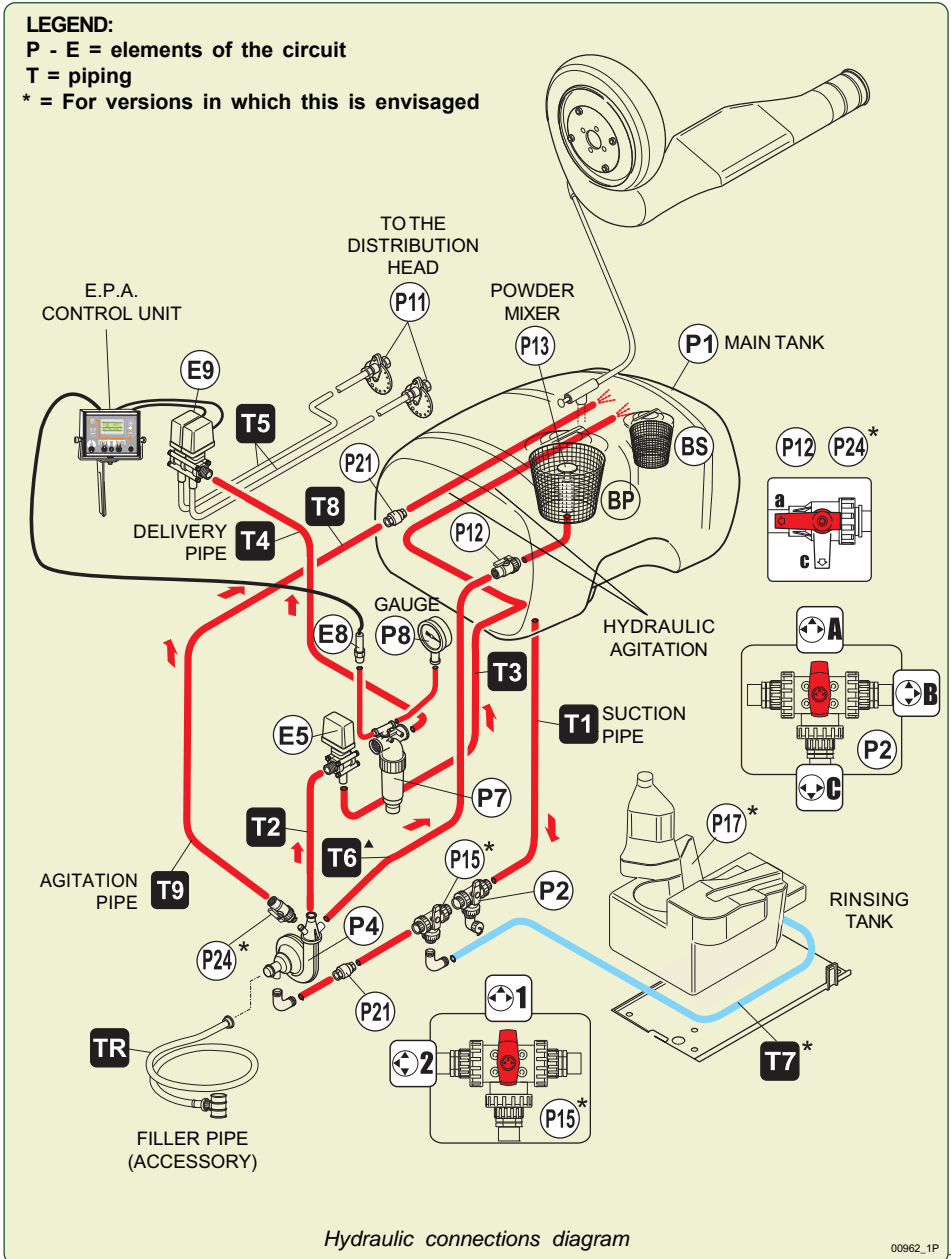 LEGEND:
P - E = elements of the circuit
T = piping
* = For versions in which this is envisaged
TO THE
DISTRIBUTION
HEAD
P11
E.P.A.
CONTROL UNIT
E9
POWDER
MIXER
P13
P1 MAIN TANK
T5
P21
BS
BP
P12 P24*
a
c
DELIVERY
PIPE
T4
T8
P12
GAUGE
E8
P8
HYDRAULIC
AGITATION
A
B
P2
C
T3
T1 SUCTION
PIPE
E5
P7
T2
T6▲
P17*
P15*
P2
RINSING
TANK
AGITATION
PIPE
T9
P4
P24*
P21
1
2
P15*
T7*
TR
FILLER PIPE
(ACCESSORY)
Hydraulic connections diagram
00962_1P